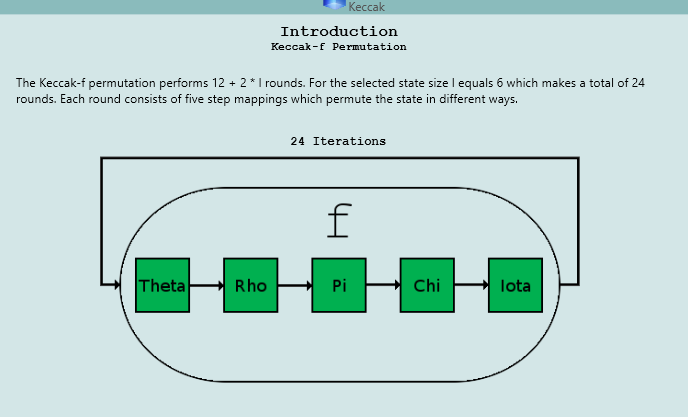 Keccak
Introduction
Keccak-f Permutation
The Keccak-f permutation performs 12 + 2 * l rounds. For the selected state size l equals 6 which makes a total of 24
rounds. Each round consists of five step mappings which permute the state in different ways.
24 Iterations
f
Theta Rho Pi Chi Iota